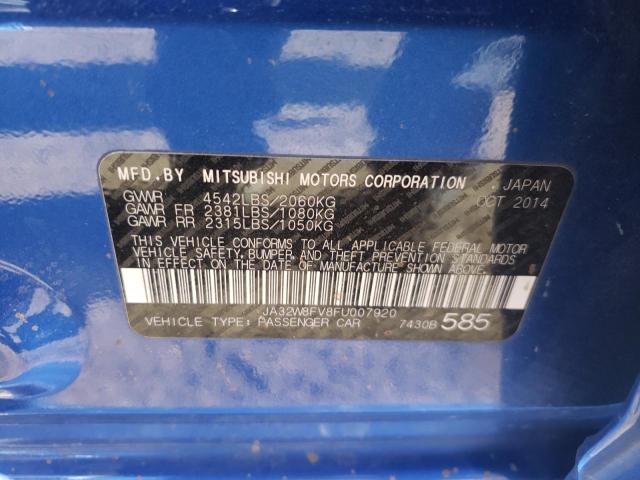 MFD.BY MITSUBISHI MOTORS CORPORATION , JAPAN
GVWR 4542LBS/2060KG OCT 2014
GAWR FR 2381LBS/1080KG
GAWR RR 2315LBS/1050KG
THIS VEHICLE CONFORMS TO ALL APPLICABLE FEDERAL MOTOR
VEHICLE SAFETY, BUMPER, AND THEFT PREVENTION STANDARDS
IN EFFECT ON THE DATE OF MANUFACTURE SHOWN ABOVE.
JA32W8FV8FU007920
VEHICLE TYPE: PASSENGER CAR 7430B 585